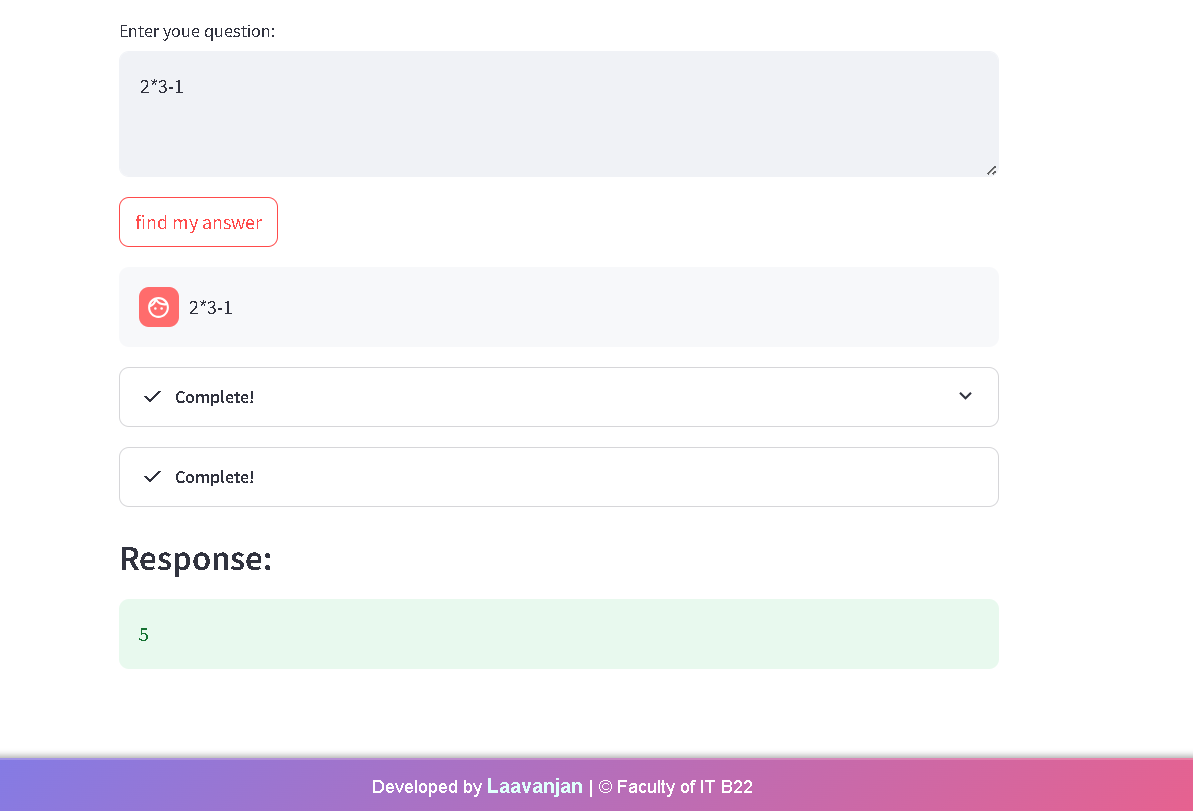 Enter youe question:
2*3-1
find my answer
2*3-1
Complete!
Complete!
Response:
5
Developed by Laavanjan | © Faculty of IT B22